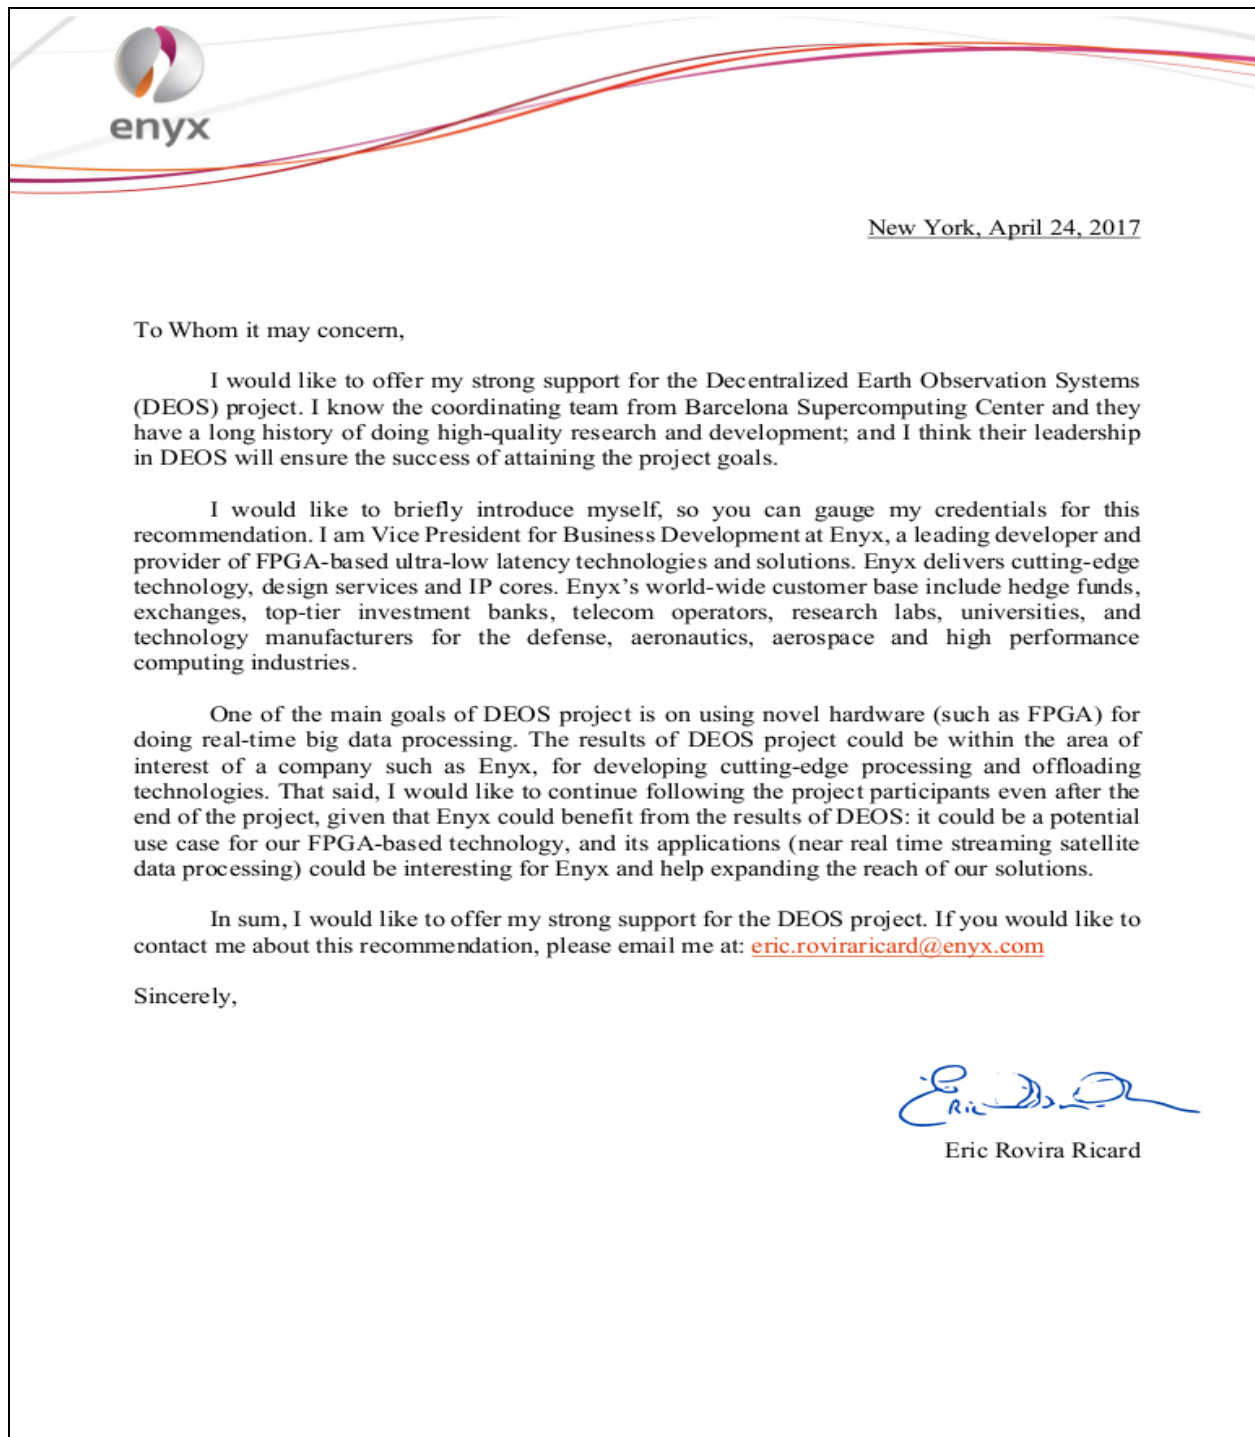 enyx
New York, April 24, 2017
To Whom it may concern,
I would like to offer my strong support for the Decentralized Earth Observation Systems
(DEOS) project. I know the coordinating team from Barcelona Supercomputing Center and they
have a long history of doing high-quality research and development; and I think their leadership
in DEOS will ensure the success of attaining the project goals.
I would like to briefly introduce myself, so you can gauge my credentials for this
recommendation. I am Vice President for Business Development at Enyx, a leading developer and
provider of FPGA-based ultra-low latency technologies and solutions. Enyx delivers cutting-edge
technology, design services and IP cores. Enyx’s world-wide customer base include hedge funds,
exchanges, top-tier investment banks, telecom operators, research labs, universities, and
technology manufacturers for the defense, aeronautics, aerospace and high performance
computing industries.
One of the main goals of DEOS project is on using novel hardware (such as FPGA) for
doing real-time big data processing. The results of DEOS project could be within the area of
interest of a company such as Enyx, for developing cutting-edge processing and offloading
technologies. That said, I would like to continue following the project participants even after the
end of the project, given that Enyx could benefit from the results of DEOS: it could be a potential
use case for our FPGA-based technology, and its applications (near real time streaming satellite
data processing) could be interesting for Enyx and help expanding the reach of our solutions.
In sum, I would like to offer my strong support for the DEOS project. If you would like to
contact me about this recommendation, please email me at: eric.roviraricard@enyx.com
Sincerely,
Eric Rovira Ricard